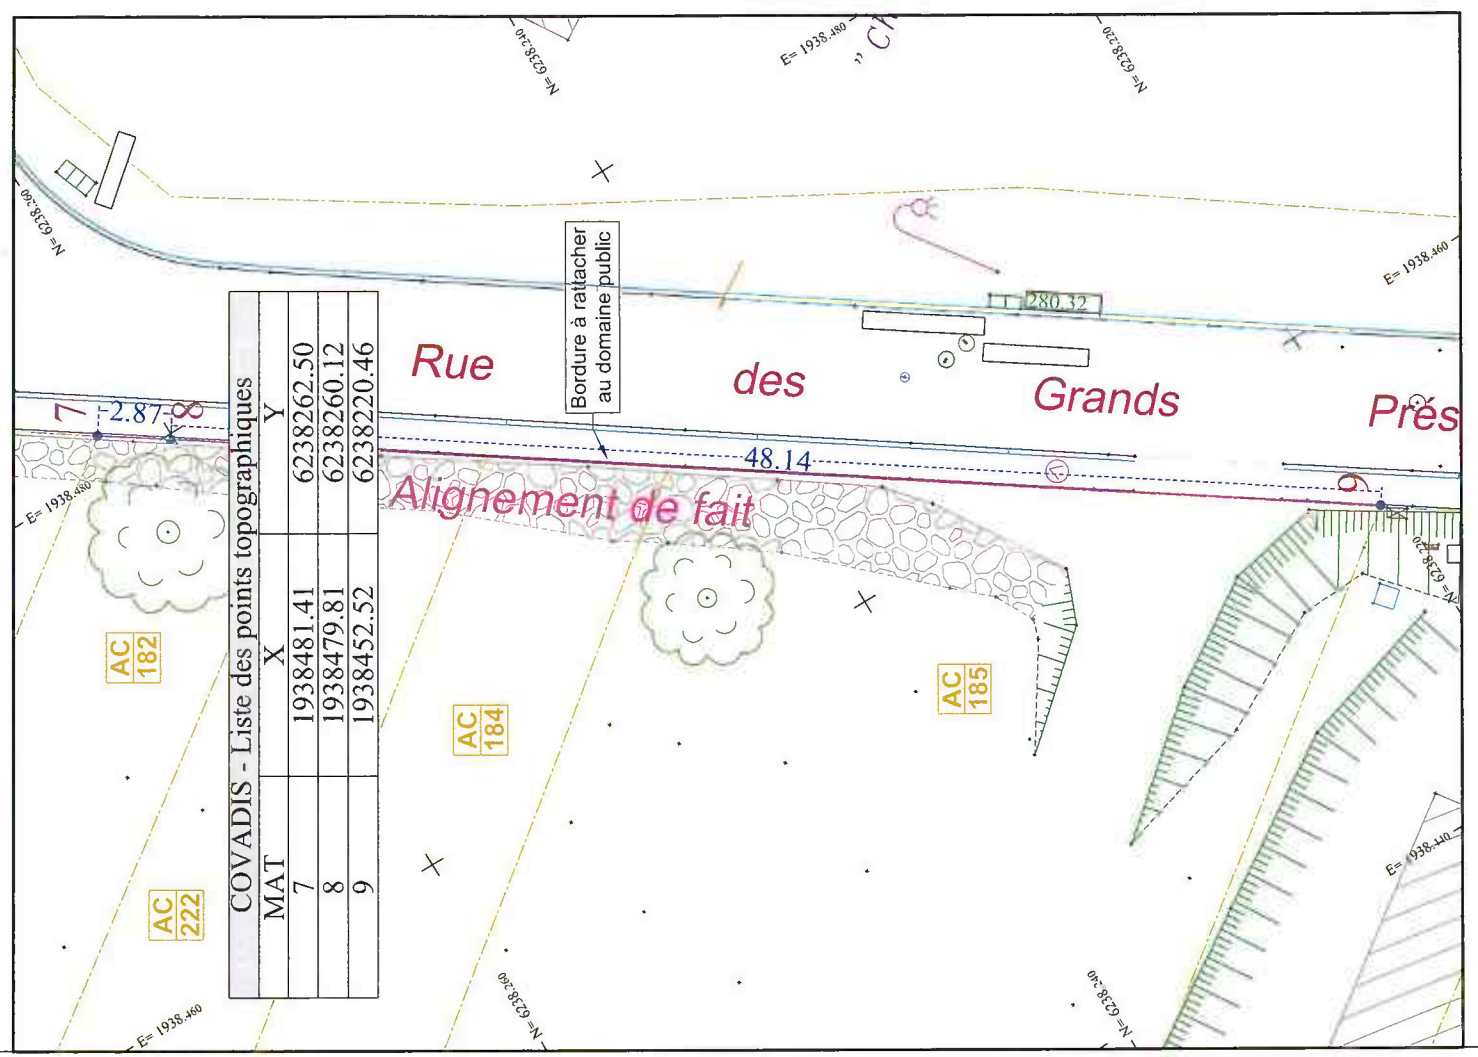 N= 6238.240
E= 1938.480
N= 6238.220
" Ch
N= 6238.260
E= 1938.460
280.32
Bordure à rattacher
au domaine public
Rue des Grands Prés
7
2.87
8
48.14
9
Alignement de fait
E= 1938.480
N= 6238.220
COVADIS - Liste des points topographiques
MAT X Y
7 1938481.41 6238262.50
8 1938479.81 6238260.12
9 1938452.52 6238220.46
AC
182
AC
184
AC
185
AC
222
E= 1938.440
E= 1938.460
N= 6238.260
N= 6238.240